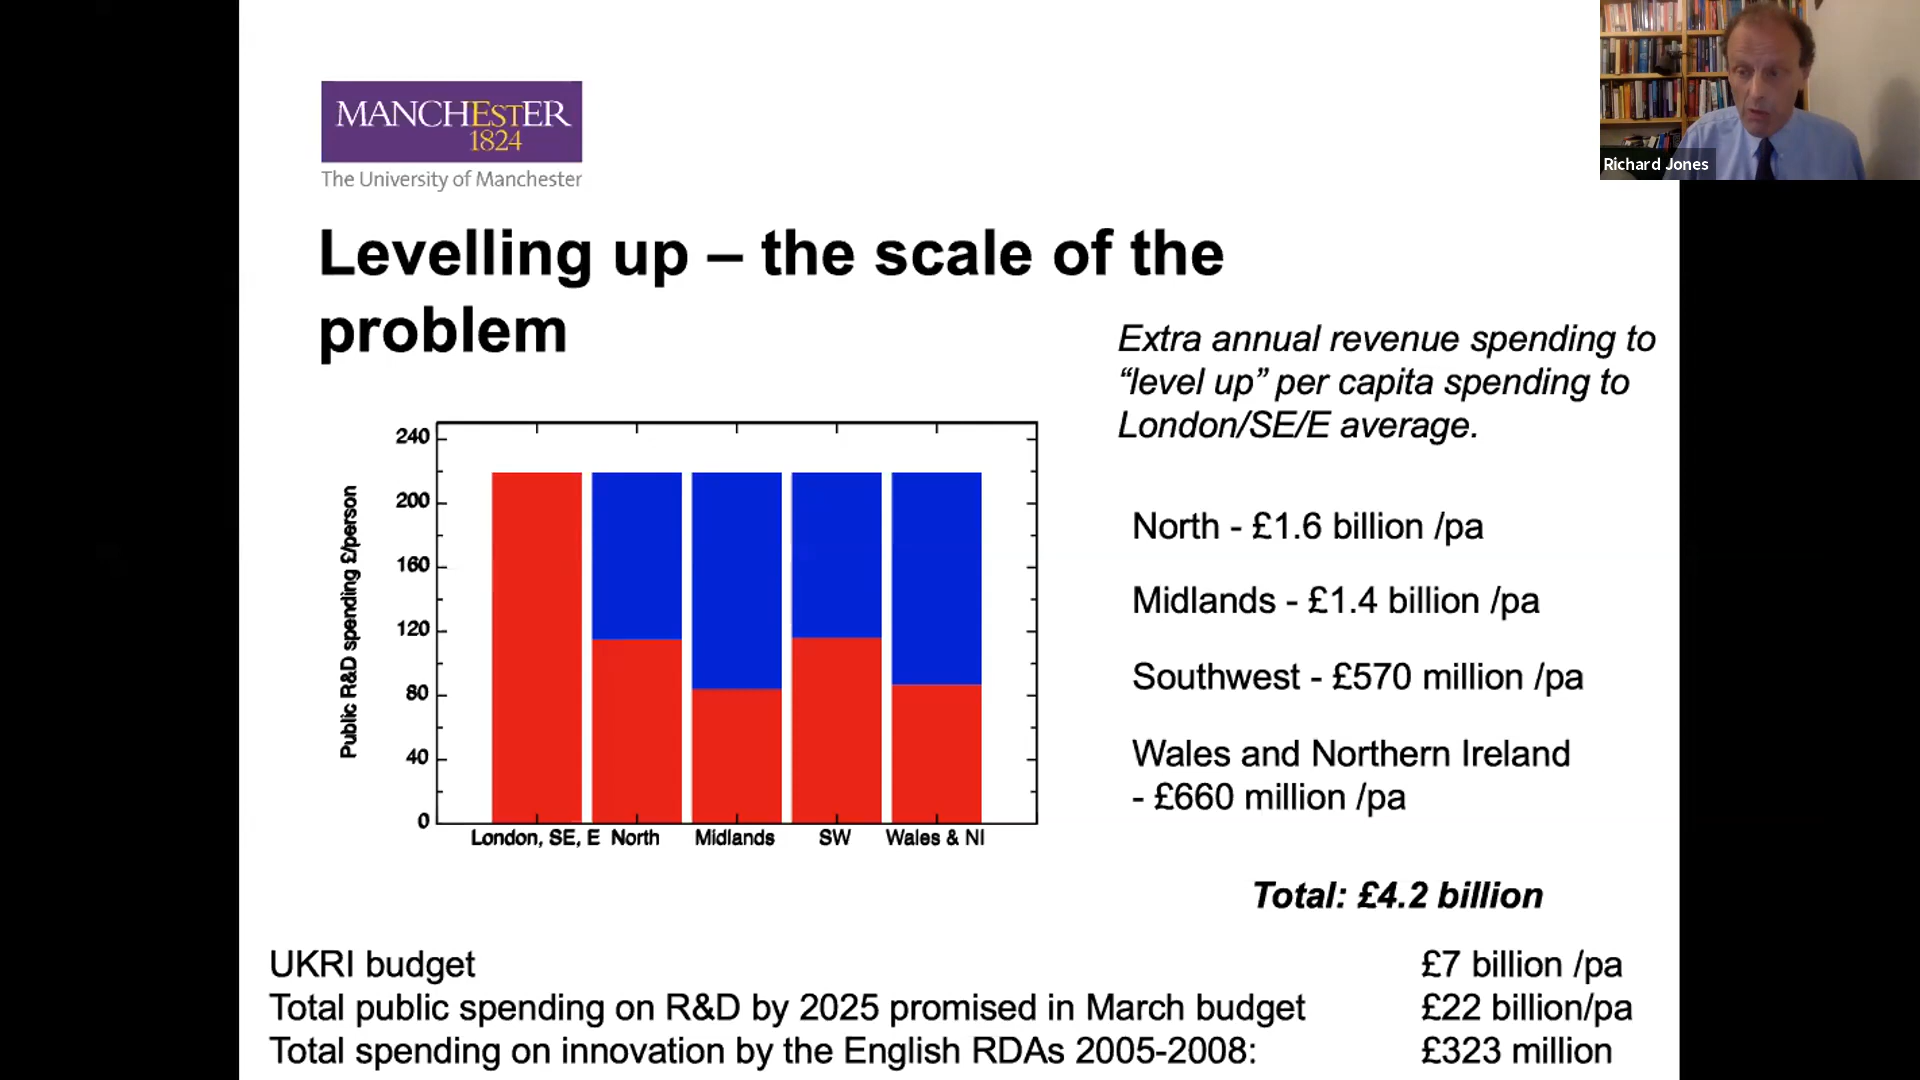 MANCHESTER
1824
The University of Manchester
Richard Jones
Levelling up – the scale of the
problem
Extra annual revenue spending to
“level up” per capita spending to
London/SE/E average.
Public R&D spending £/person
240
200
160
120
80
40
0
London, SE, E North Midlands SW Wales & NI
North - £1.6 billion /pa
Midlands - £1.4 billion /pa
Southwest - £570 million /pa
Wales and Northern Ireland
- £660 million /pa
Total: £4.2 billion
UKRI budget £7 billion /pa
Total public spending on R&D by 2025 promised in March budget £22 billion/pa
Total spending on innovation by the English RDAs 2005-2008: £323 million